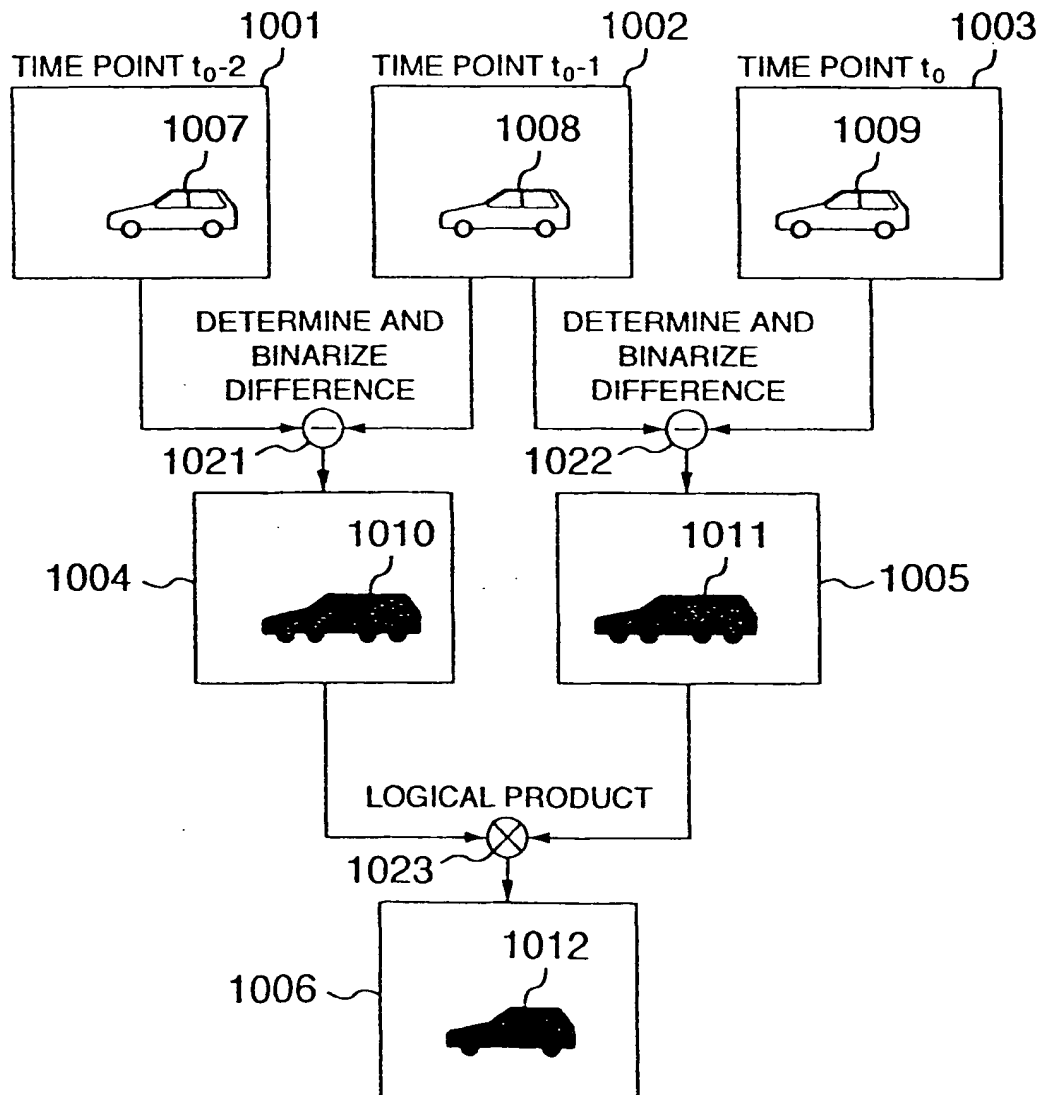 1001
1002
1003
TIME POINT t₀-2
TIME POINT t₀-1
TIME POINT t₀
1007
1008
1009
DETERMINE AND
BINARIZE
DIFFERENCE
DETERMINE AND
BINARIZE
DIFFERENCE
1021
1022
1010
1011
1004
1005
LOGICAL PRODUCT
1023
1012
1006